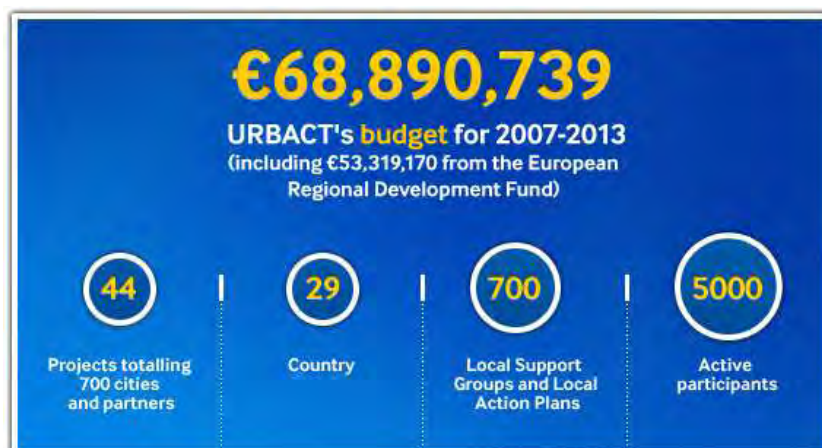 €68,890,739
URBACT's budget for 2007-2013
(including €53,319,170 from the European
Regional Development Fund)
44
29
700
5000
Projects totalling
700 cities
and partners
Country
Local Support
Groups and Local
Action Plans
Active
participants